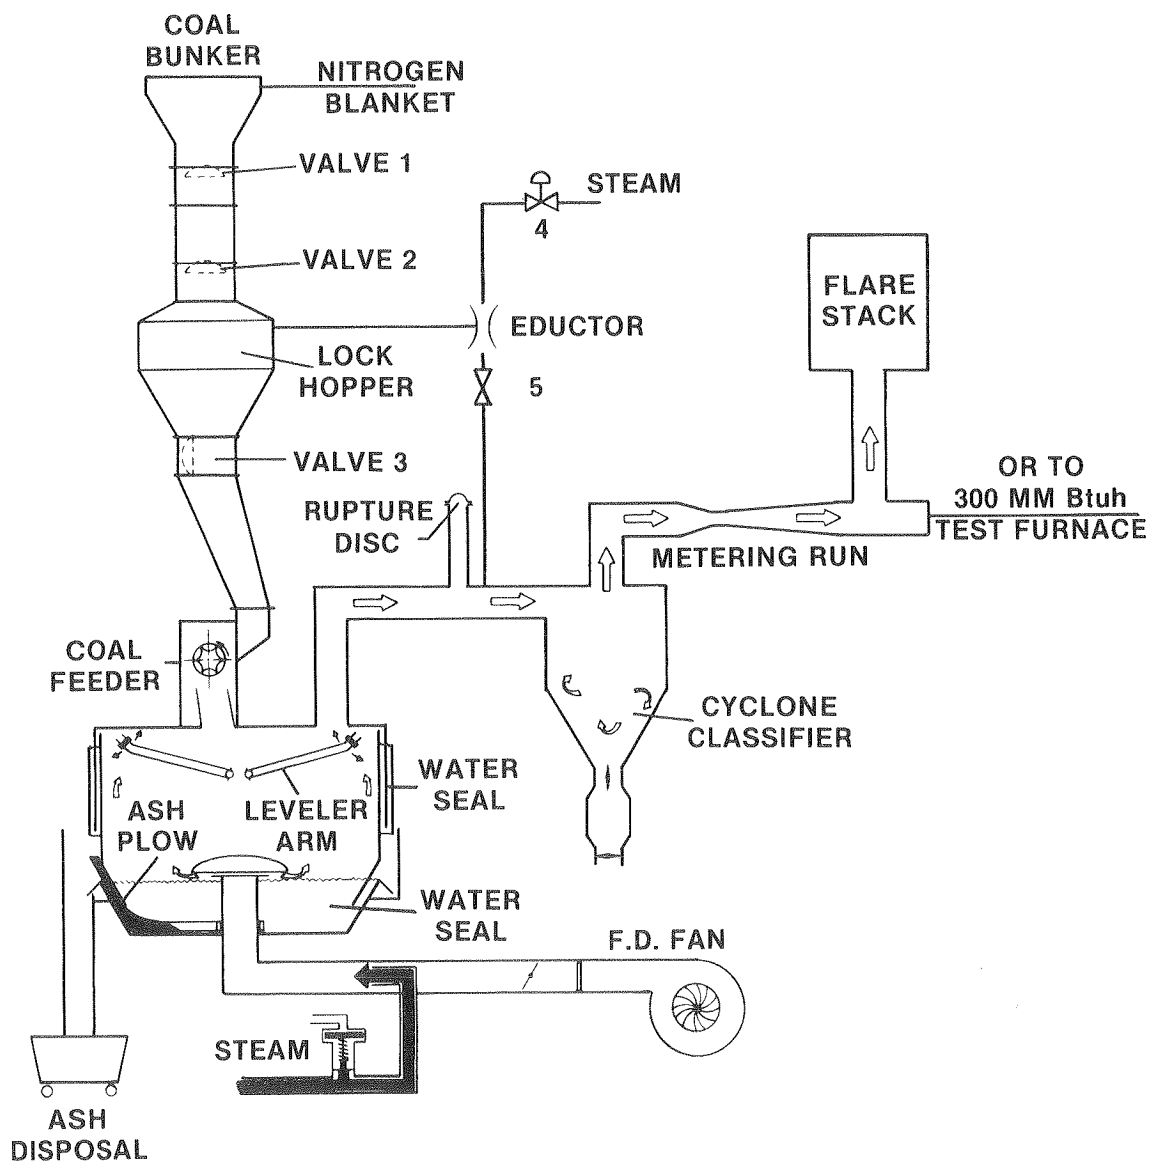 COAL
BUNKER
NITROGEN
BLANKET
VALVE 1
STEAM
4
VALVE 2
FLARE
STACK
EDUCTOR
LOCK
HOPPER
5
VALVE 3
OR TO
300 MM Btuh
TEST FURNACE
RUPTURE
DISC
METERING RUN
COAL
FEEDER
CYCLONE
CLASSIFIER
WATER
SEAL
ASH
PLOW
LEVELER
ARM
WATER
SEAL
F.D. FAN
STEAM
ASH
DISPOSAL